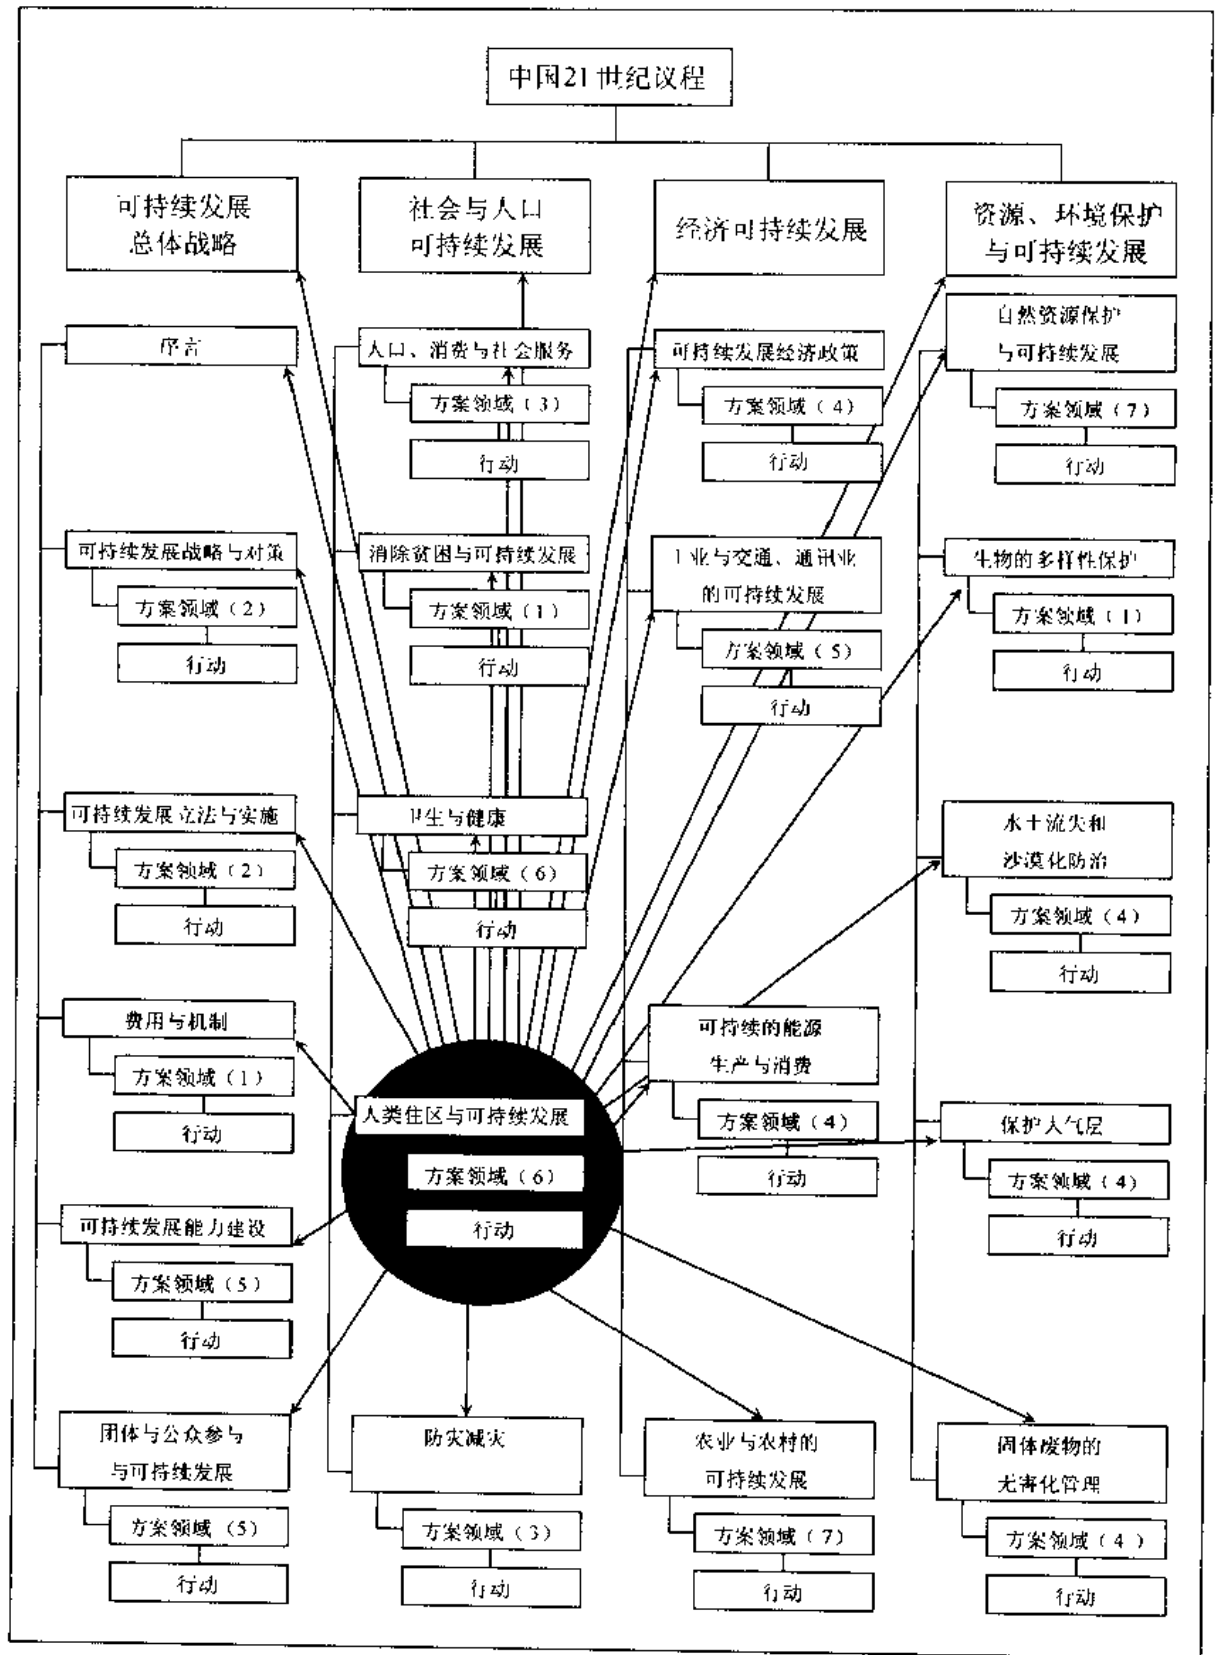 中国21世纪议程
可持续发展
总体战略
序言
可持续发展战略与对策
方案领域（2）
行动
可持续发展立法与实施
方案领域（2）
行动
费用与机制
方案领域（1）
行动
可持续发展能力建设
方案领域（5）
行动
团体与公众参与
与可持续发展
方案领域（5）
行动
社会与人口
可持续发展
人口、消费与社会服务
方案领域（3）
行动
消除贫困与可持续发展
方案领域（1）
行动
卫生与健康
方案领域（6）
行动
人类住区与可持续发展
方案领域（6）
行动
防灾减灾
方案领域（3）
行动
经济可持续发展
可持续发展经济政策
方案领域（4）
行动
工业与交通、通讯业
的可持续发展
方案领域（5）
行动
可持续的能源
生产与消费
方案领域（4）
行动
农业与农村的
可持续发展
方案领域（7）
行动
资源、环境保护
与可持续发展
自然资源保护
与可持续发展
方案领域（7）
行动
生物的多样性保护
方案领域（1）
行动
水土流失和
沙漠化防治
方案领域（4）
行动
保护大气层
方案领域（4）
行动
固体废物的
无害化管理
方案领域（4）
行动